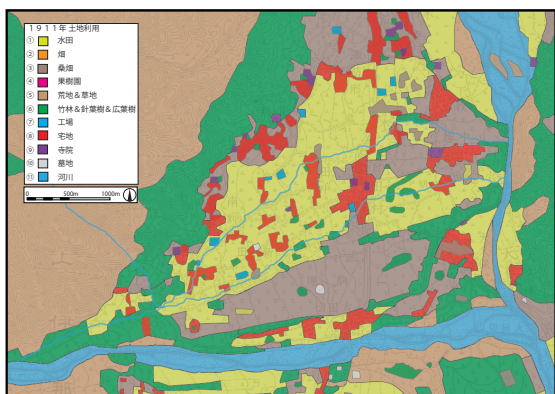 1911年 土地利用
① 水田
② 畑
③ 桑畑
④ 果樹園
⑤ 荒地＆草地
⑥ 竹林＆針葉樹＆広葉樹
⑦ 工場
⑧ 宅地
⑨ 寺院
⑩ 墓地
⑪ 河川
0 500m 1000m